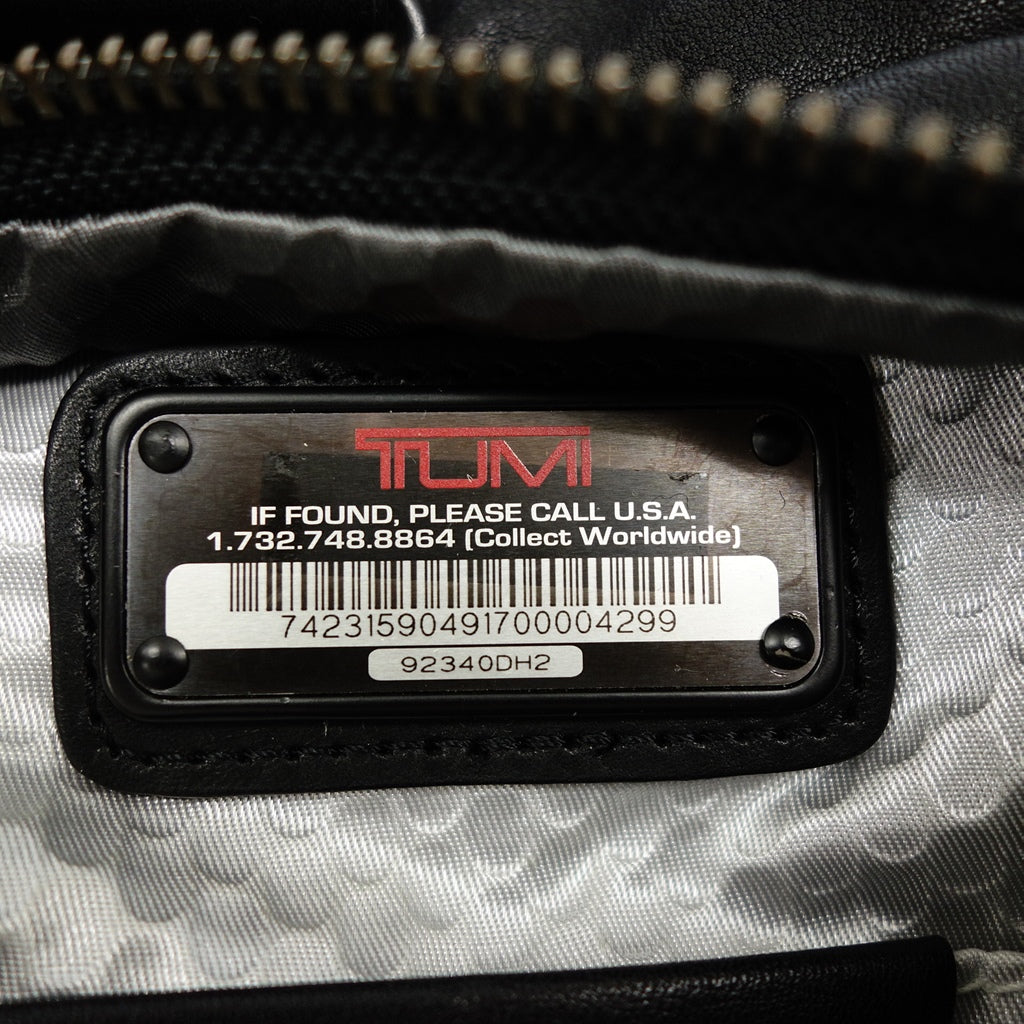 TUMI
IF FOUND, PLEASE CALL U.S.A.
1.732.748.8864 (Collect Worldwide)
74231590491700004299
92340DH2